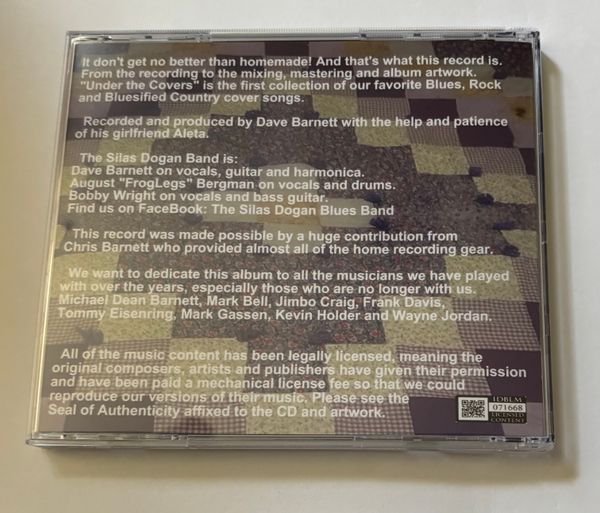 It don't get no better than homemade! And that's what this record is.
From the recording to the mixing, mastering and album artwork.
"Under the Covers" is the first collection of our favorite Blues, Rock
and Bluesified Country cover songs.
Recorded and produced by Dave Barnett with the help and patience
of his girlfriend Aleta.
The Silas Dogan Band is:
Dave Barnett on vocals, guitar and harmonica.
August "FrogLegs" Bergman on vocals and drums.
Bobby Wright on vocals and bass guitar.
Find us on FaceBook: The Silas Dogan Blues Band
This record was made possible by a huge contribution from
Chris Barnett who provided almost all of the home recording gear.
We want to dedicate this album to all the musicians we have played
with over the years, especially those who are no longer with us.
Michael Dean Barnett, Mark Bell, Jimbo Craig, Frank Davis,
Tommy Eisenring, Mark Gassen, Kevin Holder and Wayne Jordan.
All of the music content has been legally licensed, meaning the
original composers, artists and publishers have given their permission
and have been paid a mechanical license fee so that we could
reproduce our versions of their music. Please see the
Seal of Authenticity affixed to the CD and artwork.
IDBLM
071668
LICENSED
CONTENT